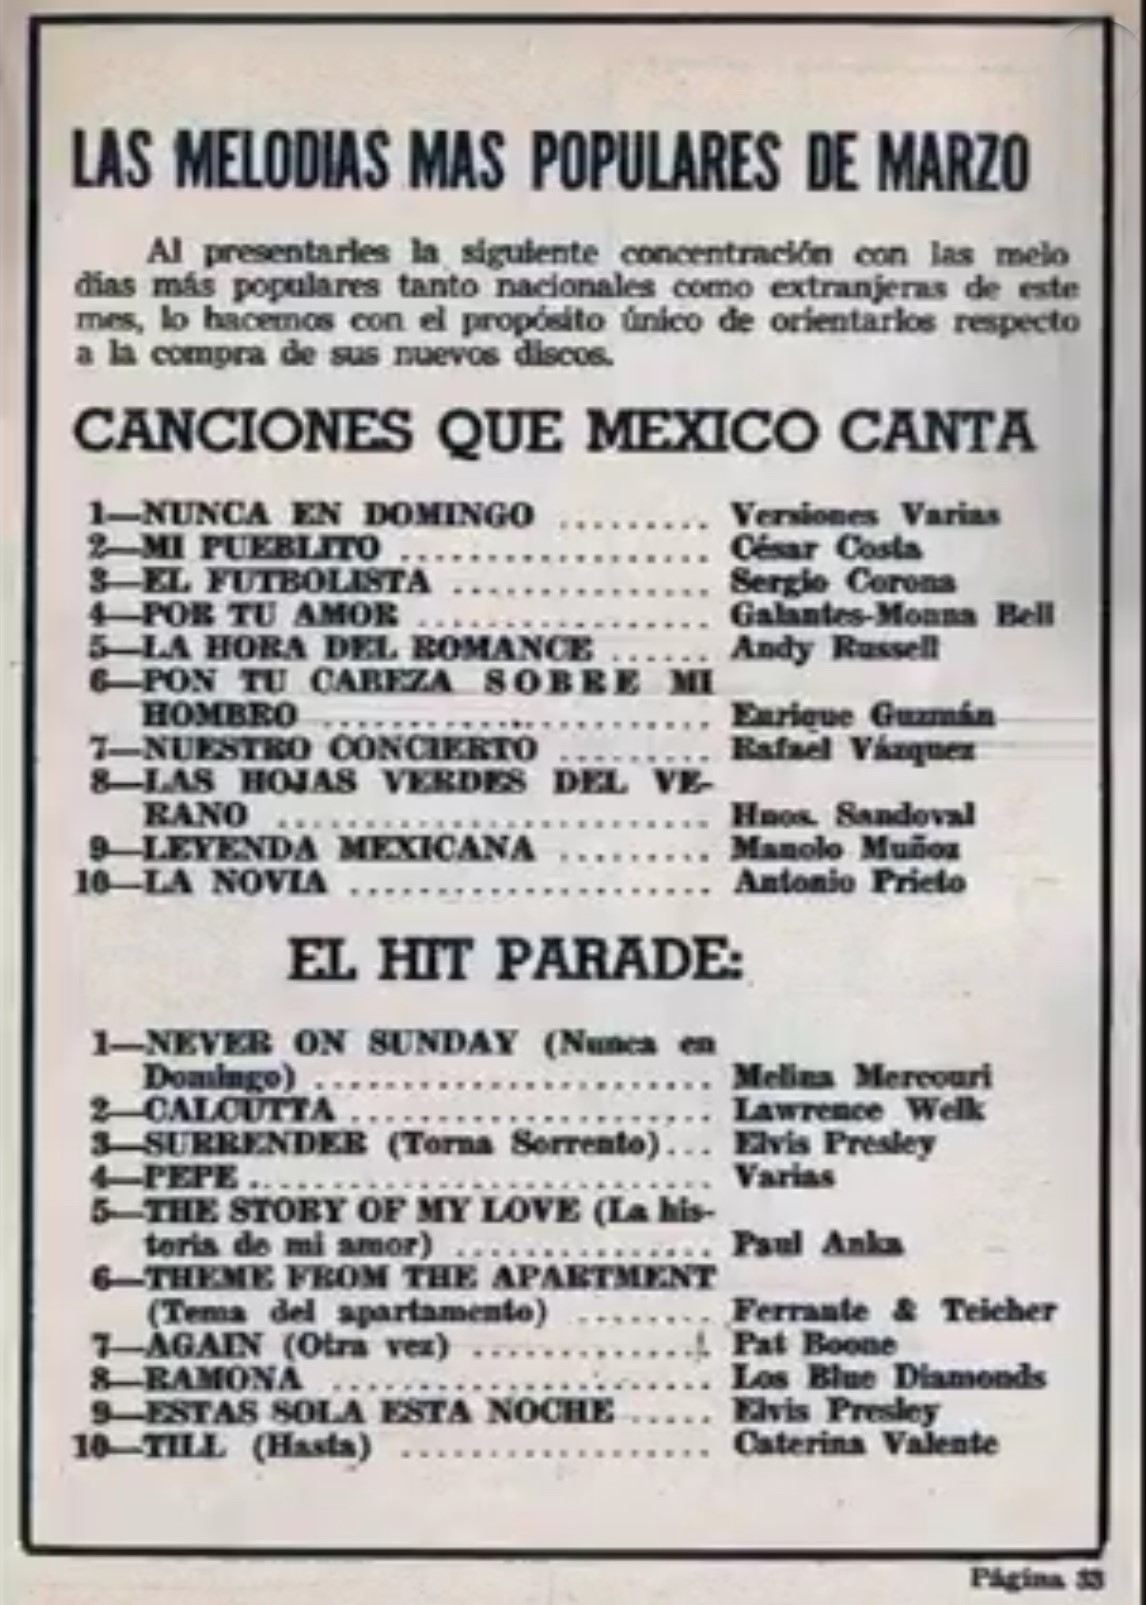 LAS MELODIAS MAS POPULARES DE MARZO
Al presentarles la siguiente concentración con las melo
días más populares tanto nacionales como extranjeras de este
mes, lo hacemos con el propósito único de orientarlos respecto
a la compra de sus nuevos discos.
CANCIONES QUE MEXICO CANTA
1—NUNCA EN DOMINGO ......... Versiones Varias
2—MI PUEBLITO .................. César Costa
3—EL FUTBOLISTA ............... Sergio Corona
4—POR TU AMOR ................. Galantes-Monna Bell
5—LA HORA DEL ROMANCE ...... Andy Russell
6—PON TU CABEZA SOBRE MI
HOMBRO ....................... Enrique Guzmán
7—NUESTRO CONCIERTO ......... Rafael Vázquez
8—LAS HOJAS VERDES DEL VE-
RANO ......................... Hnos. Sandoval
9—LEYENDA MEXICANA ......... Manolo Muñoz
10—LA NOVIA ..................... Antonio Prieto
EL HIT PARADE:
1—NEVER ON SUNDAY (Nunca en
Domingo) ....................... Melina Mercouri
2—CALCUTTA ..................... Lawrence Welk
3—SURRENDER (Torna Sorrento)... Elvis Presley
4—PEPE ........................... Varias
5—THE STORY OF MY LOVE (La his-
toria de mi amor) ............... Paul Anka
6—THEME FROM THE APARTMENT
(Tema del apartamento) ........ Ferrante & Teicher
7—AGAIN (Otra vez) .............. Pat Boone
8—RAMONA ...................... Los Blue Diamonds
9—ESTAS SOLA ESTA NOCHE ..... Elvis Presley
10—TILL (Hasta) .................. Caterina Valente
Página 33